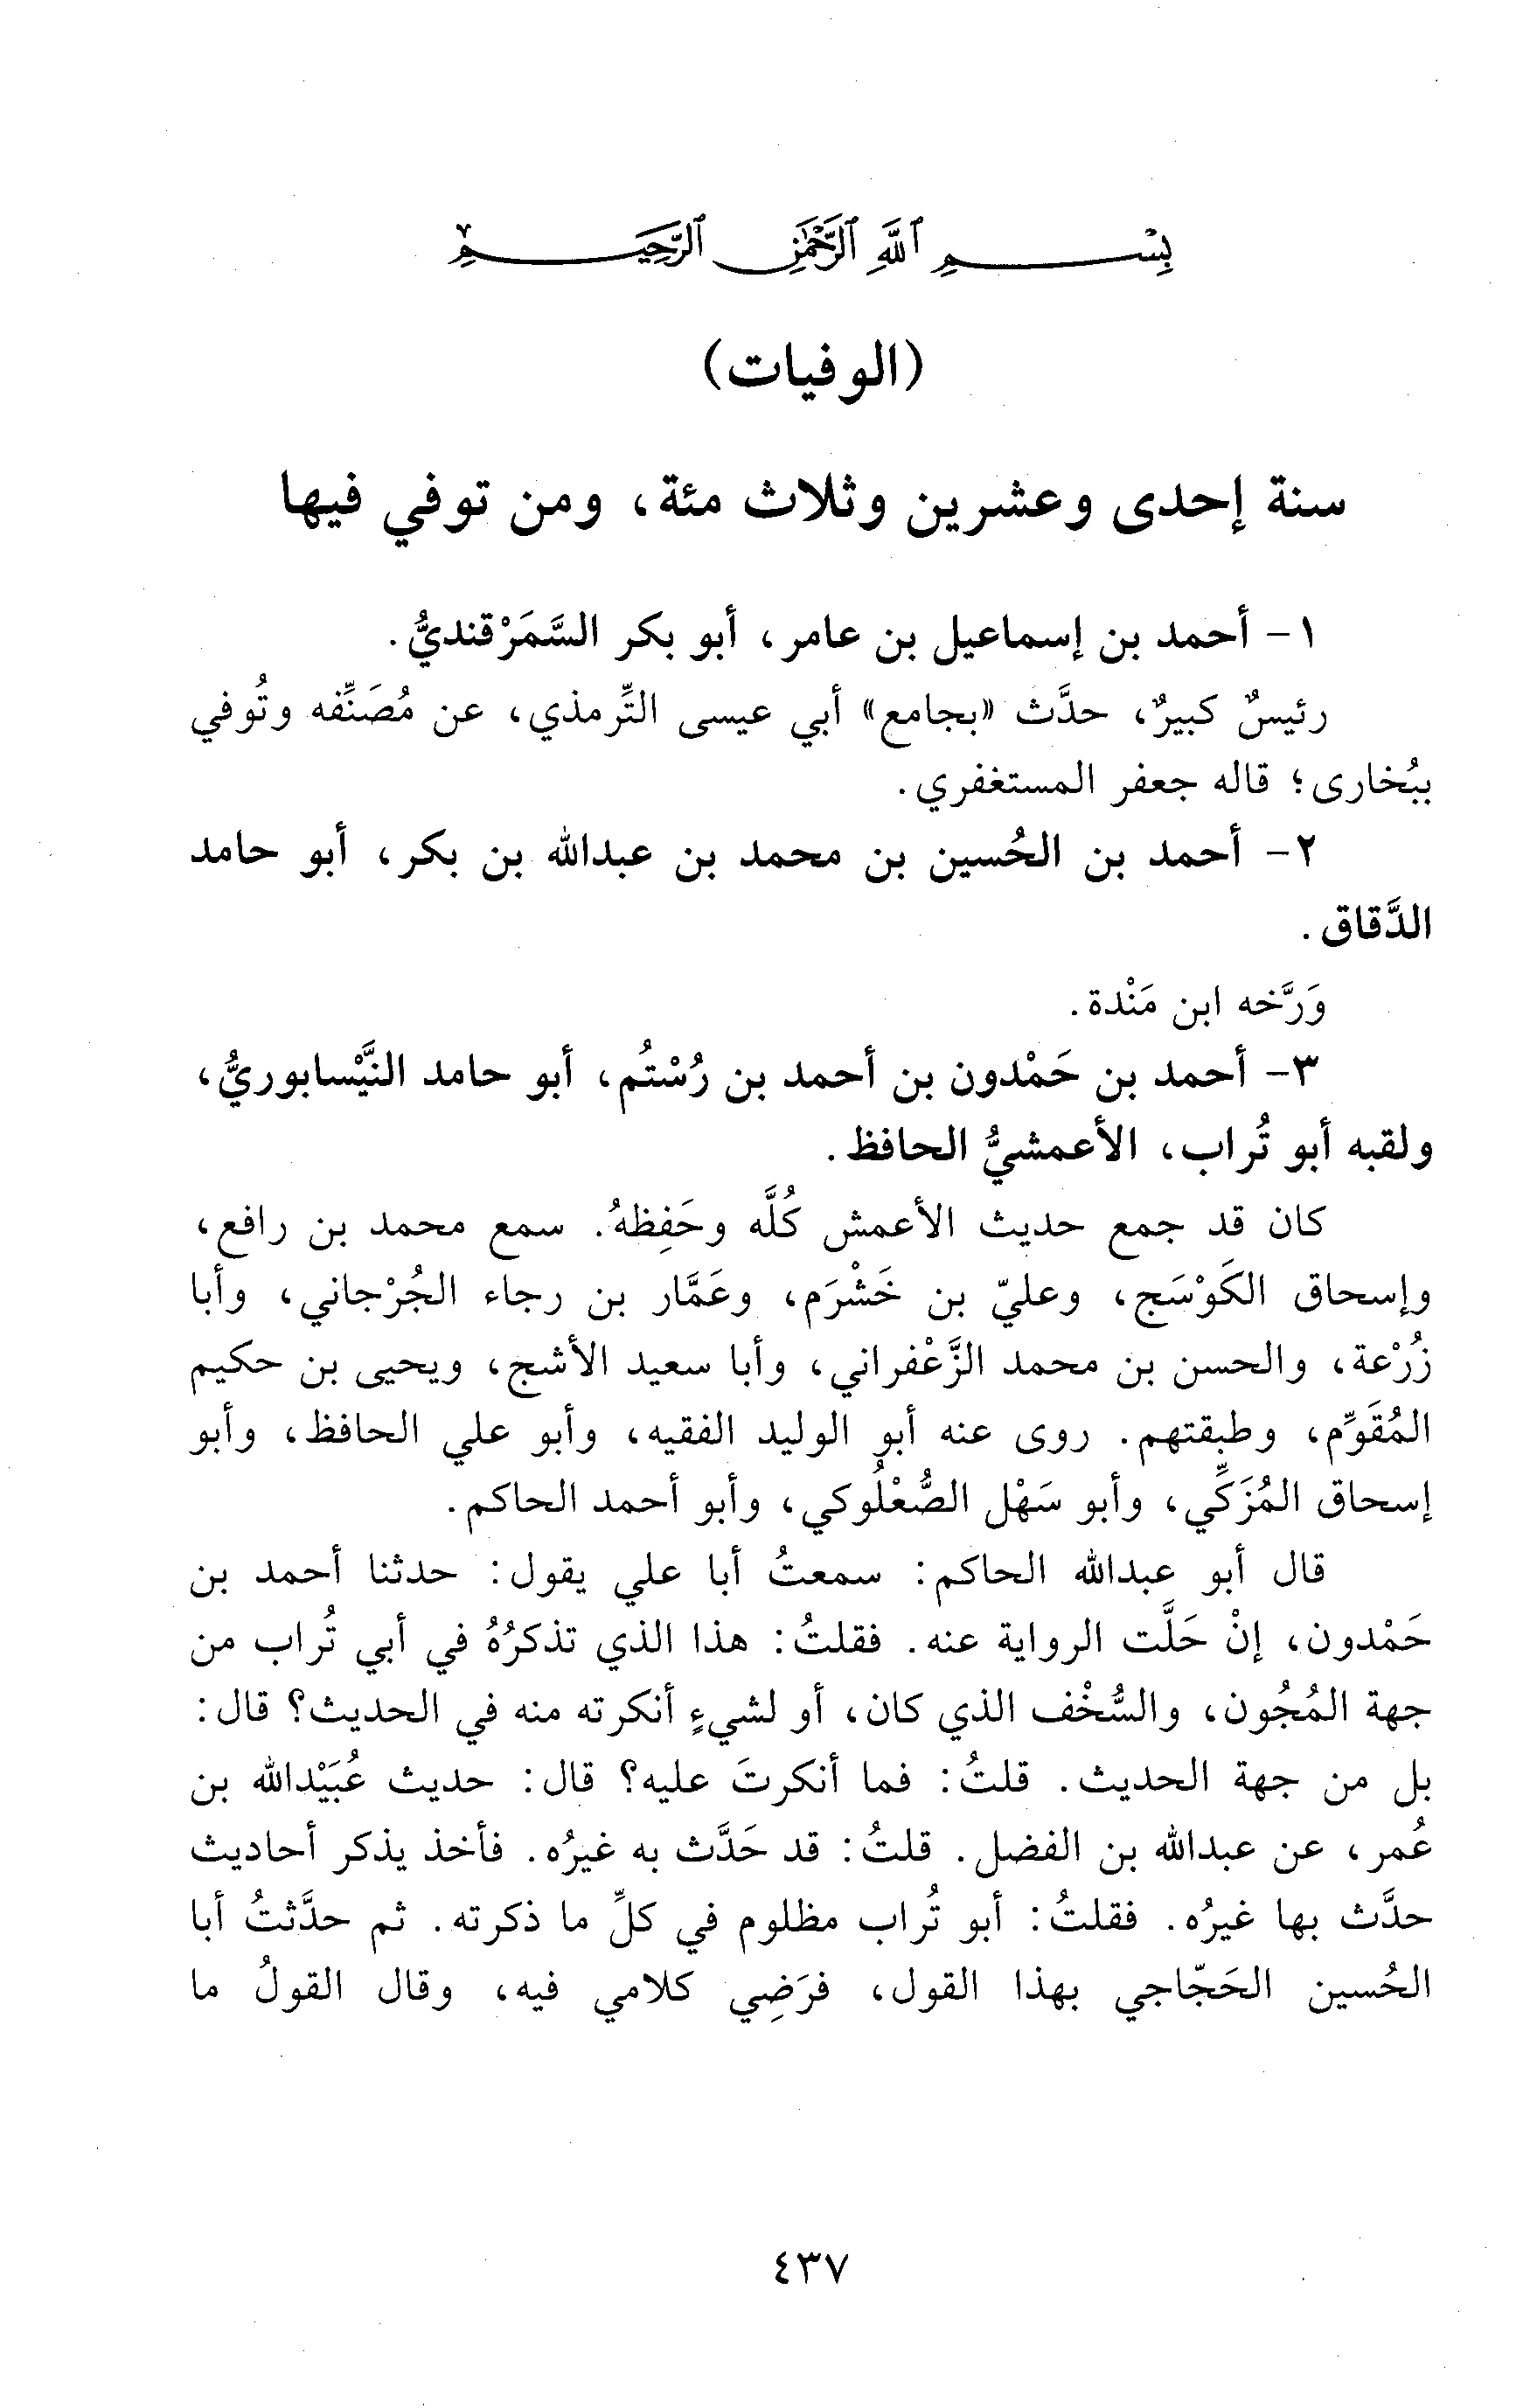 بِسْمِ ٱللَّهِ ٱلرَّحْمَٰنِ ٱلرَّحِيمِ
(الوفيات)
سنة إحدى وعشرين وثلاث مئة، ومن توفي فيها
١- أحمد بن إسماعيل بن عامر، أبو بكر السَّمَرْقنديُّ.
رئيسٌ كبيرٌ، حدَّث «بجامع» أبي عيسى التِّرمذي، عن مُصَنِّفه وتُوفي
ببُخارى؛ قاله جعفر المستغفري.
٢- أحمد بن الحُسين بن محمد بن عبدالله بن بكر، أبو حامد
الدَّقاق.
وَرَّخه ابن مَنْدة.
٣- أحمد بن حَمْدون بن أحمد بن رُسْتُم، أبو حامد النَّيْسابوريُّ،
ولقبه أبو تُراب، الأعمشيُّ الحافظ.
كان قد جمع حديث الأعمش كُلَّه وحَفِظهُ. سمع محمد بن رافع،
وإسحاق الكَوْسَج، وعليّ بن خَشْرَم، وعَمَّار بن رجاء الجُرْجاني، وأبا
زُرْعة، والحسن بن محمد الزَّعْفراني، وأبا سعيد الأشج، ويحيى بن حكيم
المُقَوِّم، وطبقتهم. روى عنه أبو الوليد الفقيه، وأبو علي الحافظ، وأبو
إسحاق المُزَكِّي، وأبو سَهْل الصُّعْلُوكي، وأبو أحمد الحاكم.
قال أبو عبدالله الحاكم: سمعتُ أبا علي يقول: حدثنا أحمد بن
حَمْدون، إنْ حَلَّت الرواية عنه. فقلتُ: هذا الذي تذكرُهُ في أبي تُراب من
جهة المُجُون، والسُّخْف الذي كان، أو لشيءٍ أنكرته منه في الحديث؟ قال:
بل من جهة الحديث. قلتُ: فما أنكرتَ عليه؟ قال: حديث عُبَيْدالله بن
عُمر، عن عبدالله بن الفضل. قلتُ: قد حَدَّث به غيرُه. فأخذ يذكر أحاديث
حدَّث بها غيرُه. فقلتُ: أبو تُراب مظلوم في كلِّ ما ذكرته. ثم حدَّثتُ أبا
الحُسين الحَجّاجي بهذا القول، فرَضِي كلامي فيه، وقال القولُ ما
٤٣٧